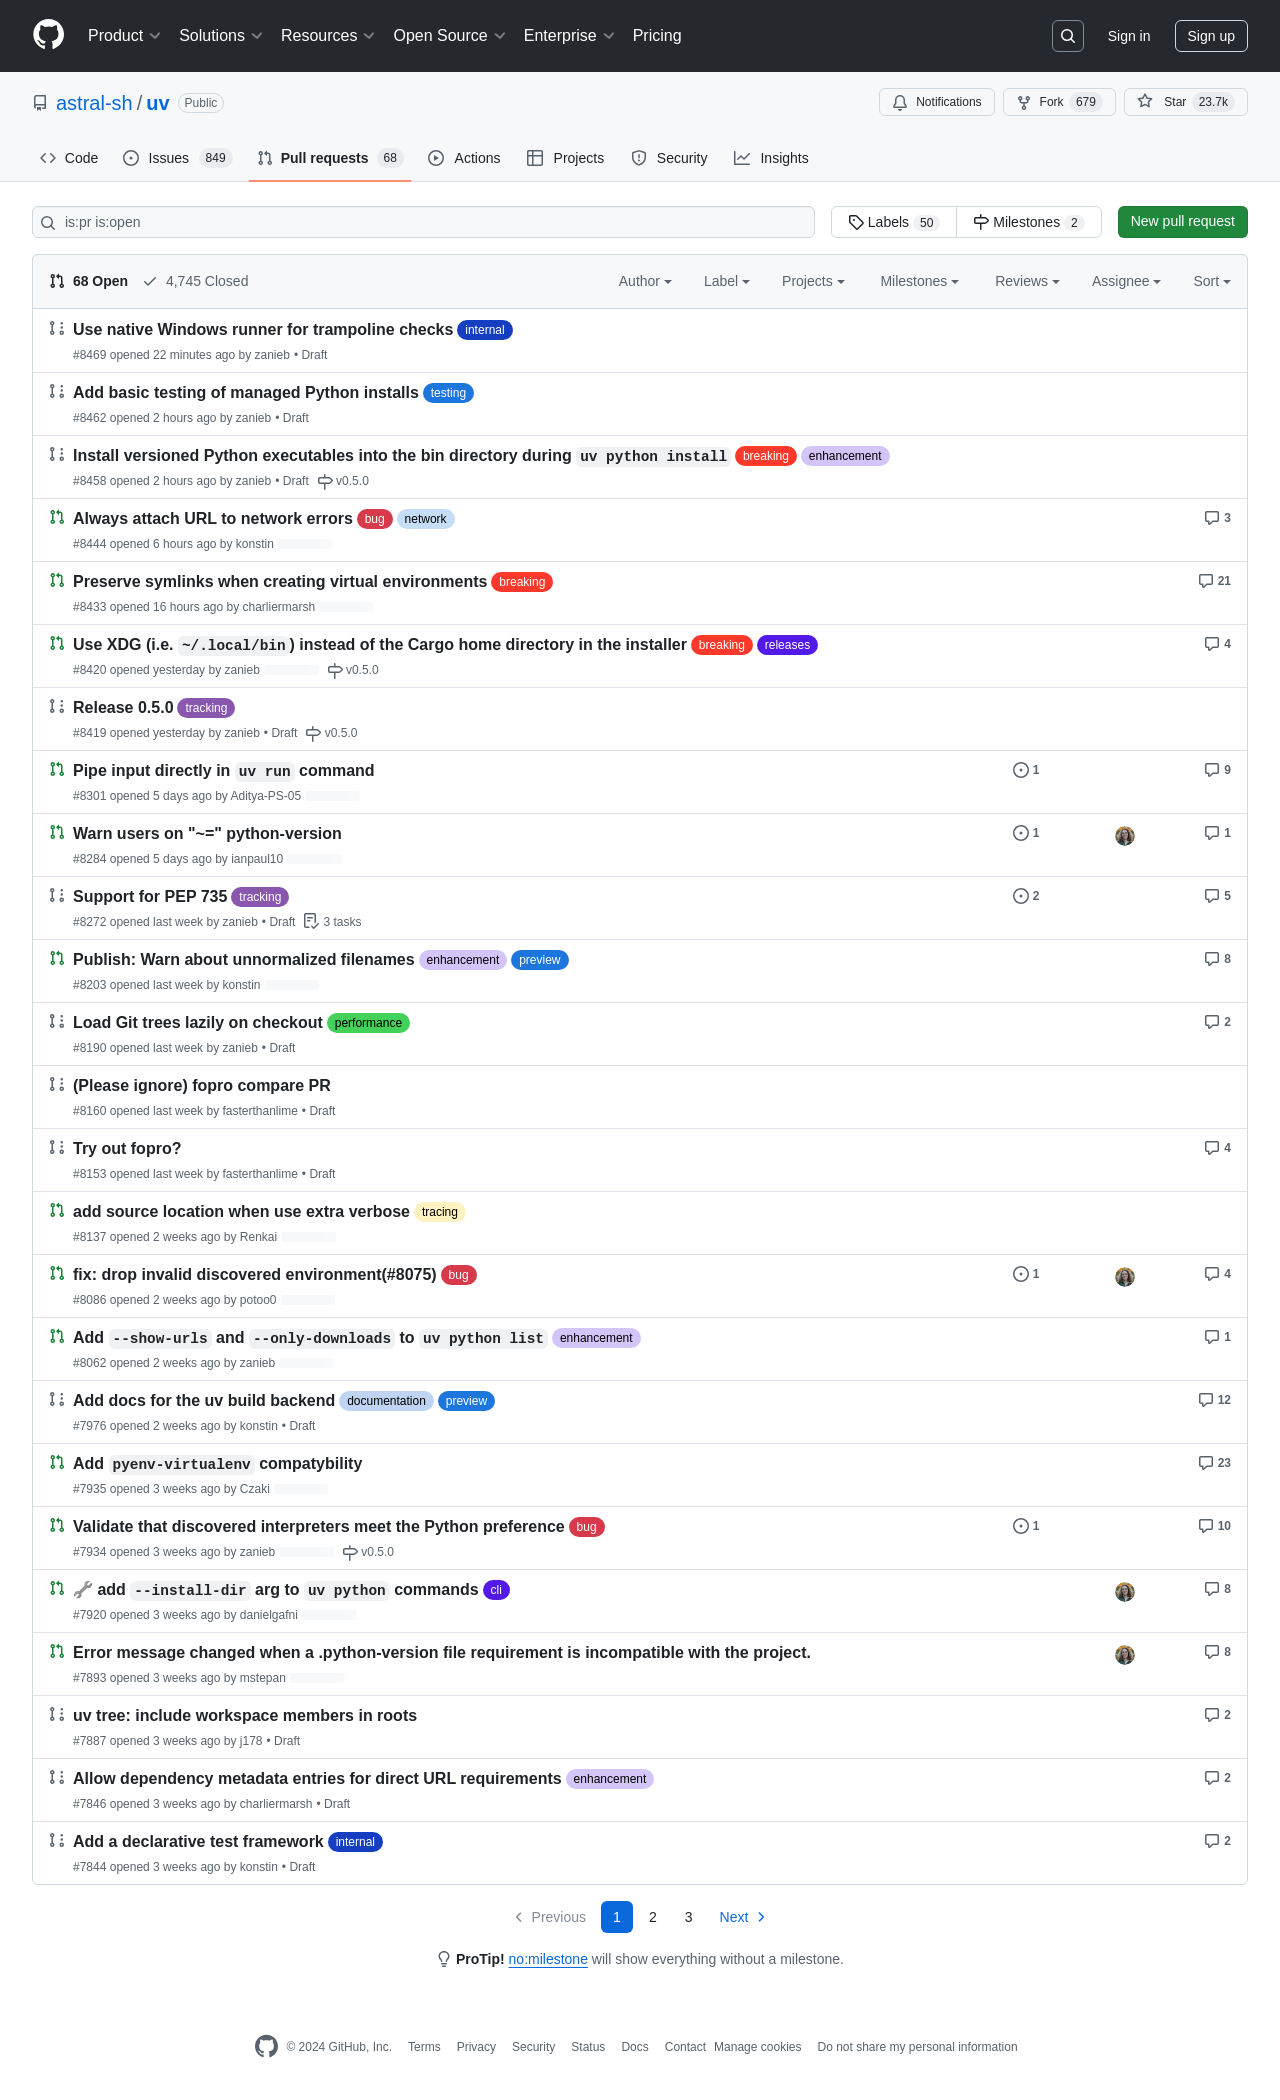 Product Solutions Resources Open Source Enterprise Pricing Sign in Sign up
astral-sh / uv Public Notifications Fork 679 Star 23.7k
Code Issues 849 Pull requests 68 Actions Projects Security Insights
is:pr is:open Labels 50 Milestones 2 New pull request
68 Open 4,745 Closed Author Label Projects Milestones Reviews Assignee Sort
Use native Windows runner for trampoline checks internal
#8469 opened 22 minutes ago by zanieb • Draft
Add basic testing of managed Python installs testing
#8462 opened 2 hours ago by zanieb • Draft
Install versioned Python executables into the bin directory during uv python install breaking enhancement
#8458 opened 2 hours ago by zanieb • Draft v0.5.0
Always attach URL to network errors bug network 3
#8444 opened 6 hours ago by konstin
Preserve symlinks when creating virtual environments breaking 21
#8433 opened 16 hours ago by charliermarsh
Use XDG (i.e. ~/.local/bin) instead of the Cargo home directory in the installer breaking releases 4
#8420 opened yesterday by zanieb v0.5.0
Release 0.5.0 tracking
#8419 opened yesterday by zanieb • Draft v0.5.0
Pipe input directly in uv run command 1 9
#8301 opened 5 days ago by Aditya-PS-05
Warn users on "~=" python-version 1 1
#8284 opened 5 days ago by ianpaul10
Support for PEP 735 tracking 2 5
#8272 opened last week by zanieb • Draft 3 tasks
Publish: Warn about unnormalized filenames enhancement preview 8
#8203 opened last week by konstin
Load Git trees lazily on checkout performance 2
#8190 opened last week by zanieb • Draft
(Please ignore) fopro compare PR
#8160 opened last week by fasterthanlime • Draft
Try out fopro? 4
#8153 opened last week by fasterthanlime • Draft
add source location when use extra verbose tracing
#8137 opened 2 weeks ago by Renkai
fix: drop invalid discovered environment(#8075) bug 1 4
#8086 opened 2 weeks ago by potoo0
Add --show-urls and --only-downloads to uv python list enhancement 1
#8062 opened 2 weeks ago by zanieb
Add docs for the uv build backend documentation preview 12
#7976 opened 2 weeks ago by konstin • Draft
Add pyenv-virtualenv compatybility 23
#7935 opened 3 weeks ago by Czaki
Validate that discovered interpreters meet the Python preference bug 1 10
#7934 opened 3 weeks ago by zanieb v0.5.0
🔧 add --install-dir arg to uv python commands cli 8
#7920 opened 3 weeks ago by danielgafni
Error message changed when a .python-version file requirement is incompatible with the project. 8
#7893 opened 3 weeks ago by mstepan
uv tree: include workspace members in roots 2
#7887 opened 3 weeks ago by j178 • Draft
Allow dependency metadata entries for direct URL requirements enhancement 2
#7846 opened 3 weeks ago by charliermarsh • Draft
Add a declarative test framework internal 2
#7844 opened 3 weeks ago by konstin • Draft
Previous 1 2 3 Next
ProTip! no:milestone will show everything without a milestone.
© 2024 GitHub, Inc. Terms Privacy Security Status Docs Contact Manage cookies Do not share my personal information